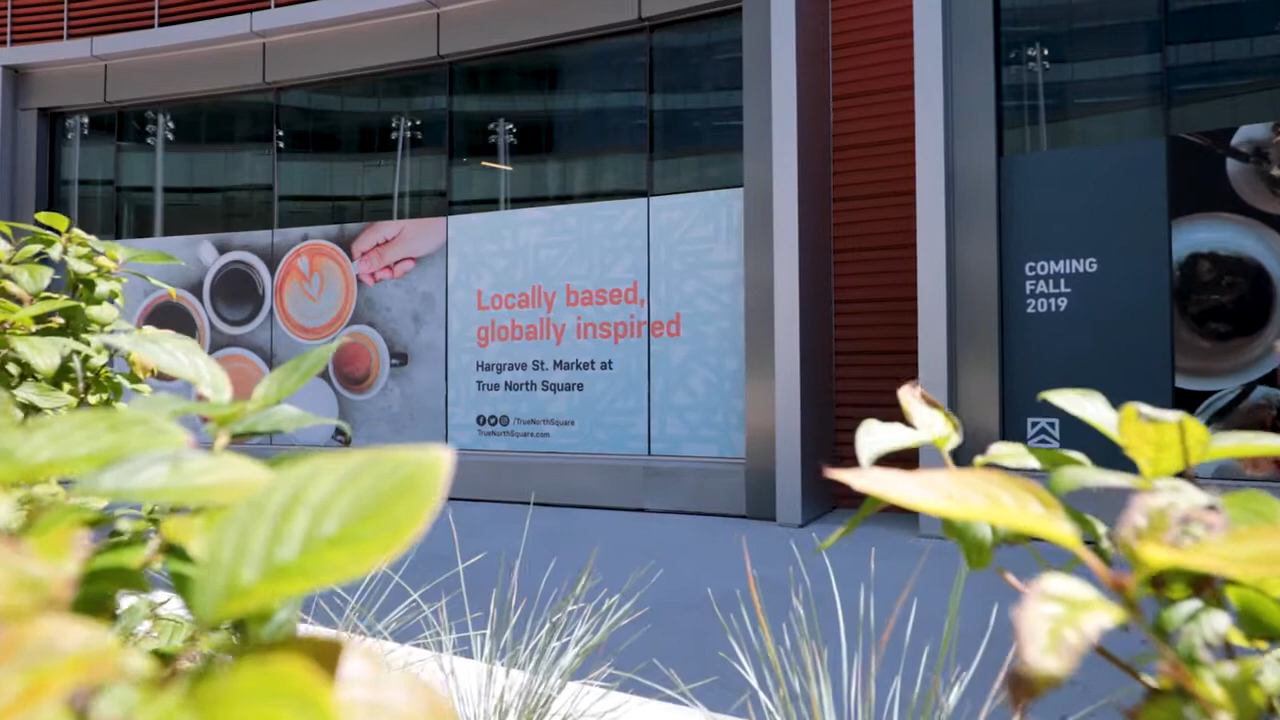 Locally based,
globally inspired
Hargrave St. Market at
True North Square
/TrueNorthSquare
TrueNorthSquare.com
COMING
FALL
2019